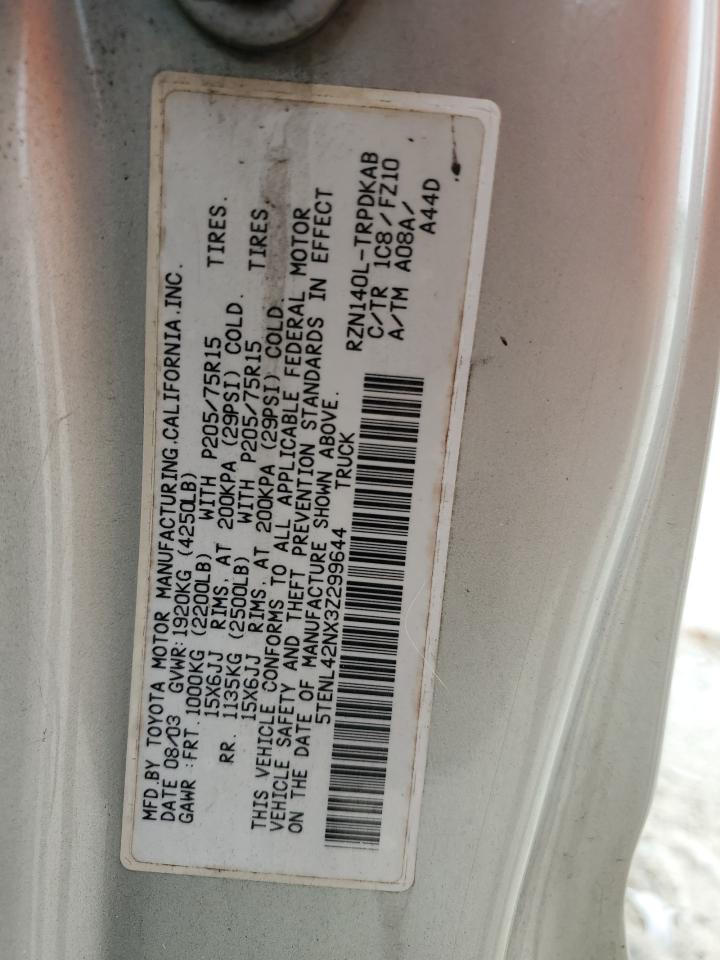 MFD.BY TOYOTA MOTOR MANUFACTURING.CALIFORNIA.INC.
DATE 08/03 GVWR:1920KG (4250LB)
GAWR :FRT.1000KG (2200LB) WITH P205/75R15 TIRES.
15X6JJ RIMS, AT 200KPA (29PSI) COLD.
RR. 1135KG (2500LB) WITH P205/75R15 TIRES,
15X6JJ RIMS, AT 200KPA (29PSI) COLD.
THIS VEHICLE CONFORMS TO ALL APPLICABLE FEDERAL MOTOR
VEHICLE SAFETY AND THEFT PREVENTION STANDARDS IN EFFECT
ON THE DATE OF MANUFACTURE SHOWN ABOVE.
5TENL42NX3Z299644 TRUCK
RZN140L-TRPDKAB
C/TR 1C8/FZ10
A/TM A08A/
A44D